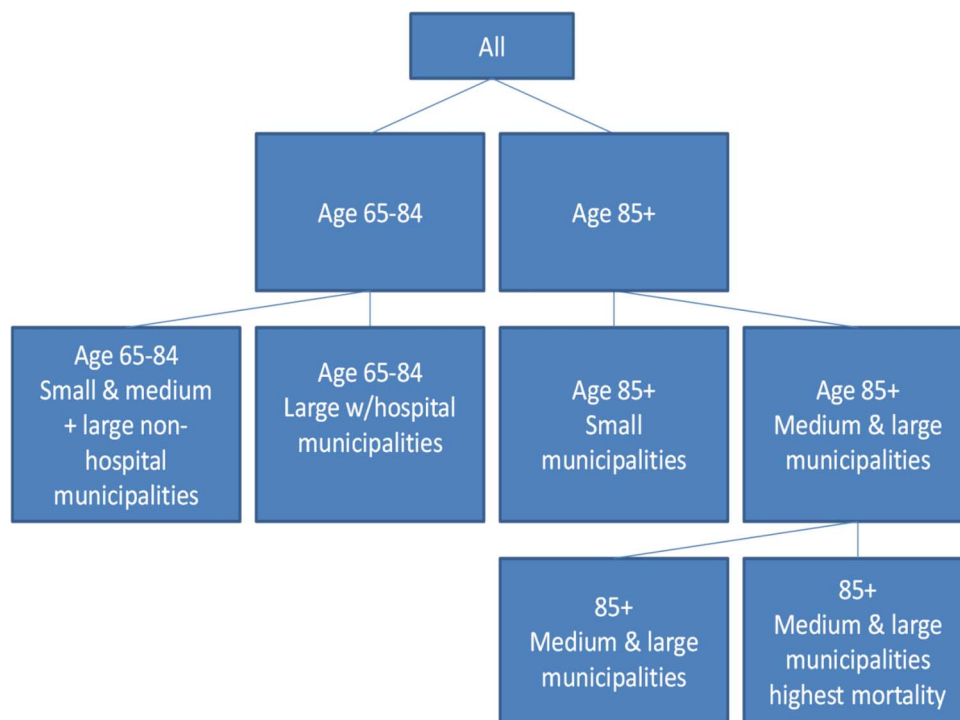 All
Age 65-84
Age 85+
Age 65-84
Small & medium
+ large non-
hospital
municipalities
Age 65-84
Large w/hospital
municipalities
Age 85+
Small
municipalities
Age 85+
Medium & large
municipalities
85+
Medium & large
municipalities
85+
Medium & large
municipalities
highest mortality